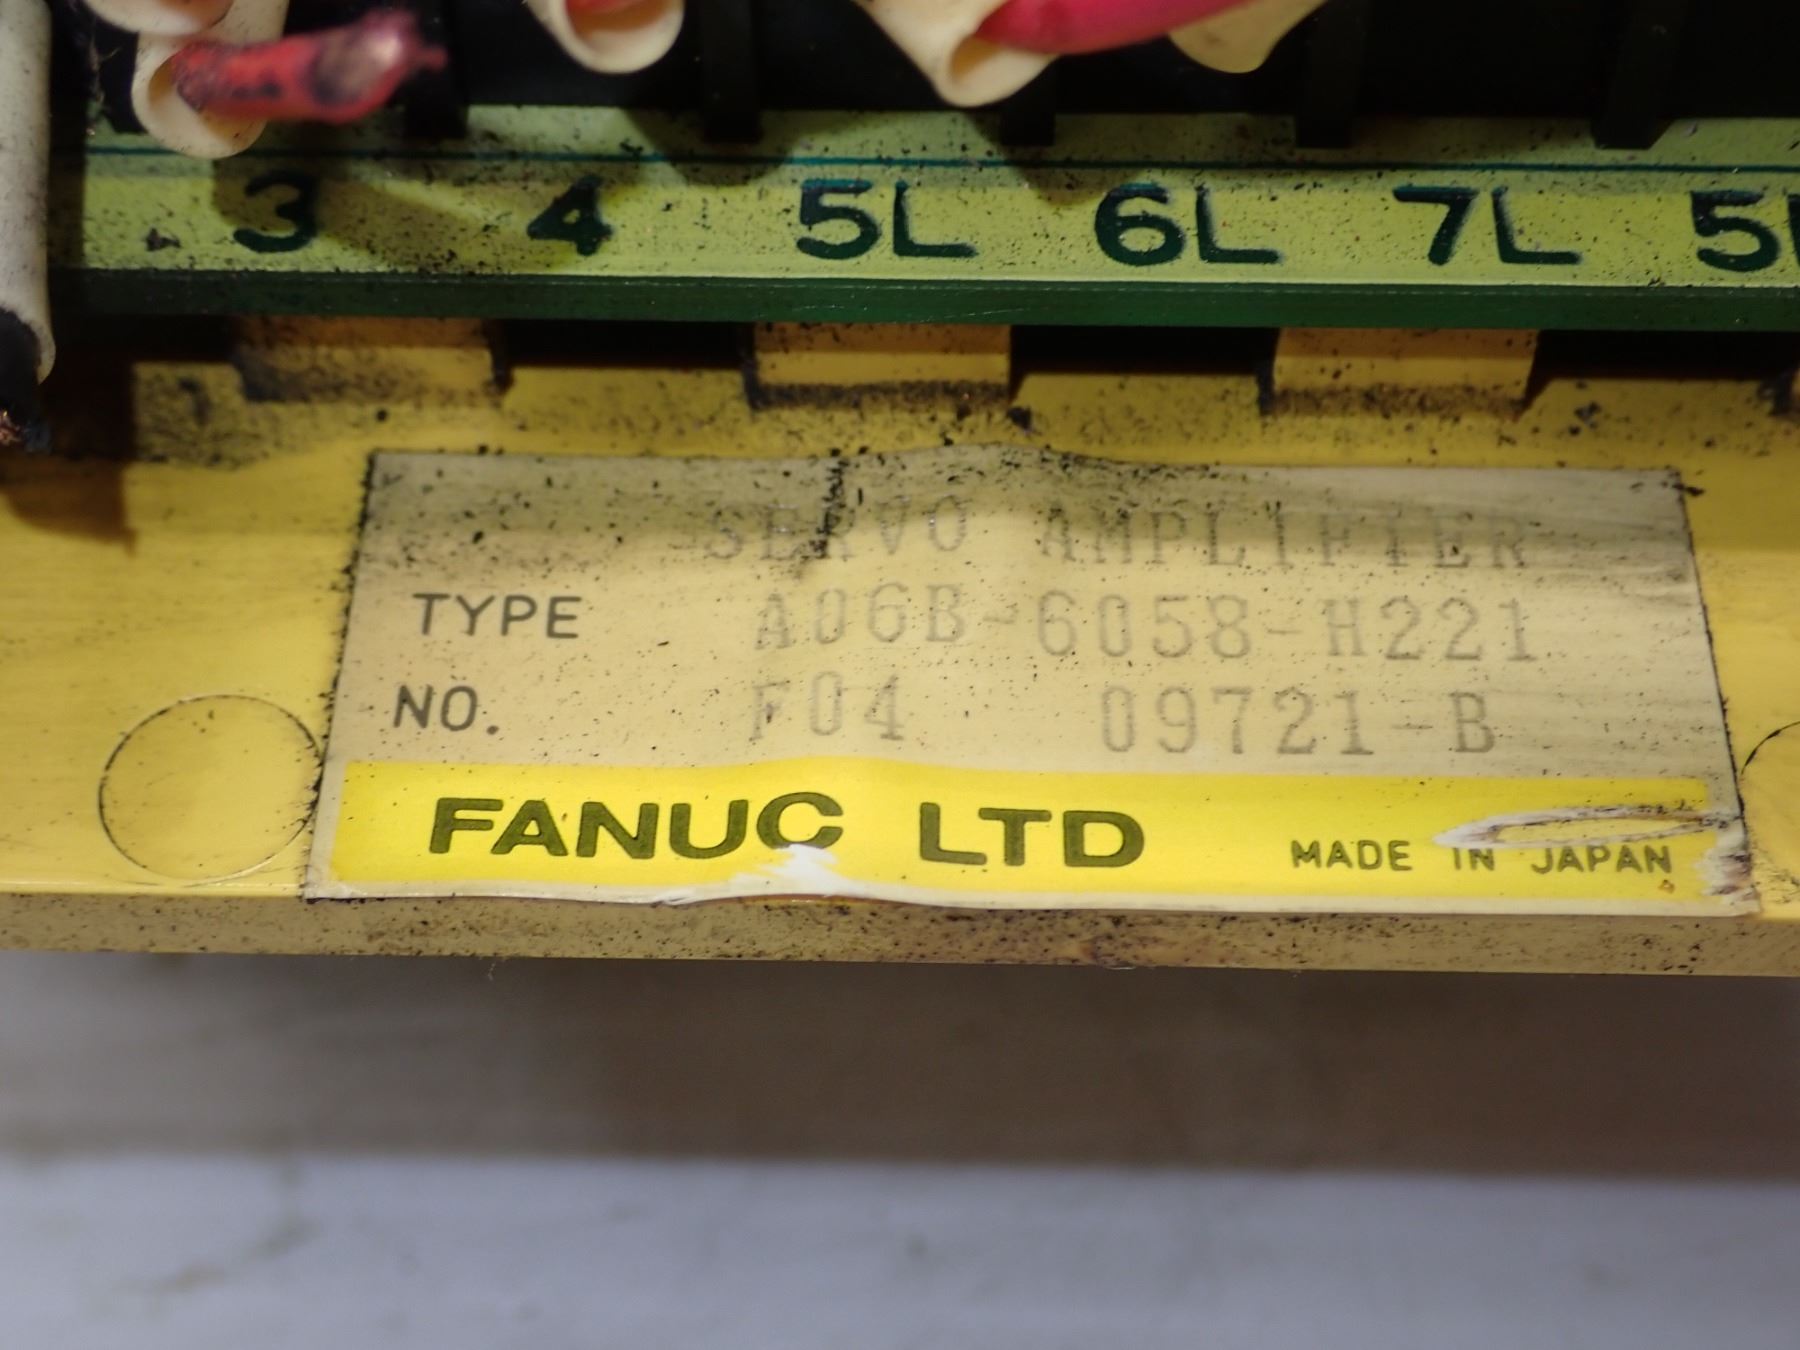 3 4 5L 6L 7L
SERVO AMPLIFIER
TYPE A06B-6058-H221
NO. F04 09721-B
FANUC LTD MADE IN JAPAN